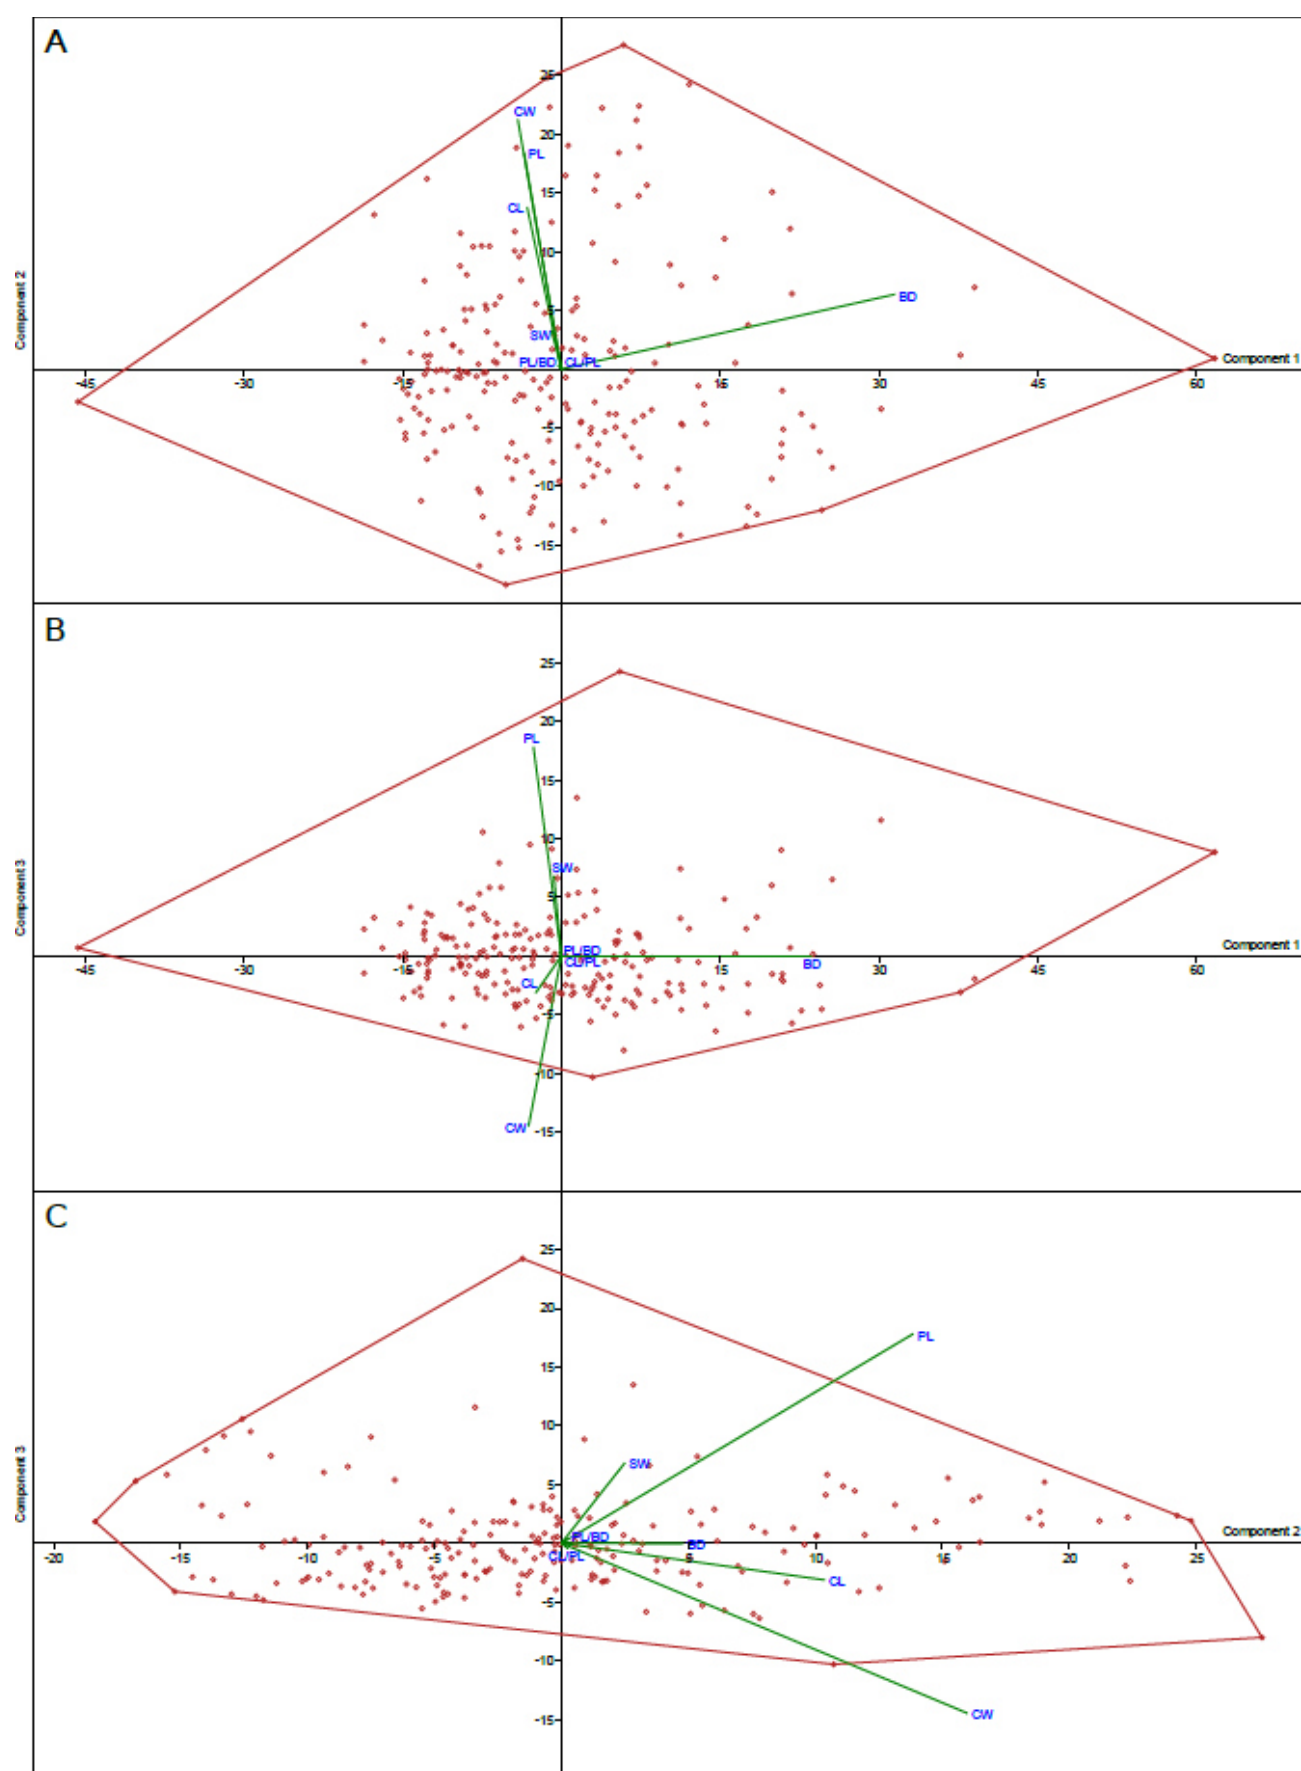 A
25
CW
20
PL
15
CL
10
5
BD
SW
PL/BD CL/PL
Component 1
-45 -30 -15 15 30 45 60
-5
-10
-15
Component 2
B
25
20
PL
15
10
SW
5
PL/BD
Component 1
CL/PL BD
-45 -30 -15 15 30 45 60
CL
-5
-10
CW -15
Component 3
C
25
20
PL
15
10
5
SW
PL/BD
BD
Component 2
CL/PL
-20 -15 -10 -5 5 10 15 20 25
CL
-5
-10
CW
-15
Component 3